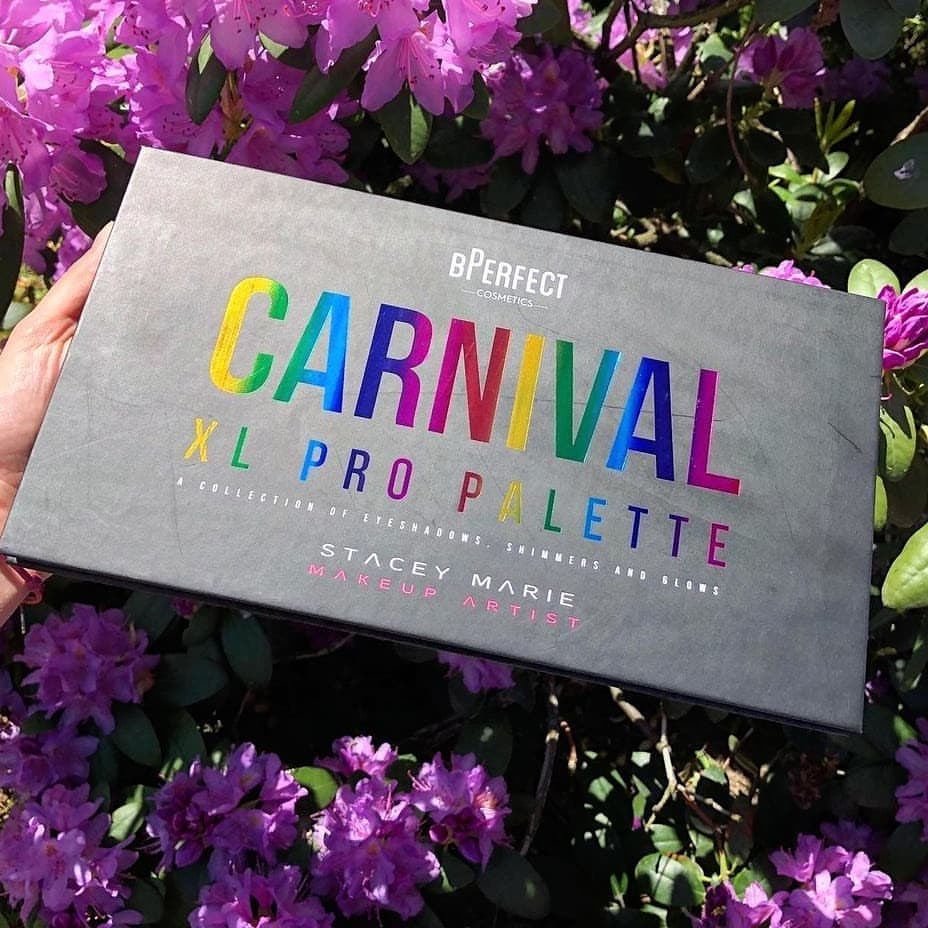 BPERFECT
COSMETICS
CARNIVAL
XL PRO PALETTE
A COLLECTION OF EYESHADOWS, SHIMMERS AND GLOWS
STACEY MARIE
MAKEUP ARTIST